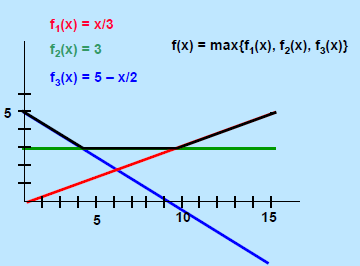 f₁(x) = x/3
f₂(x) = 3
f₃(x) = 5 – x/2
f(x) = max{f₁(x), f₂(x), f₃(x)}
5
5
10
15